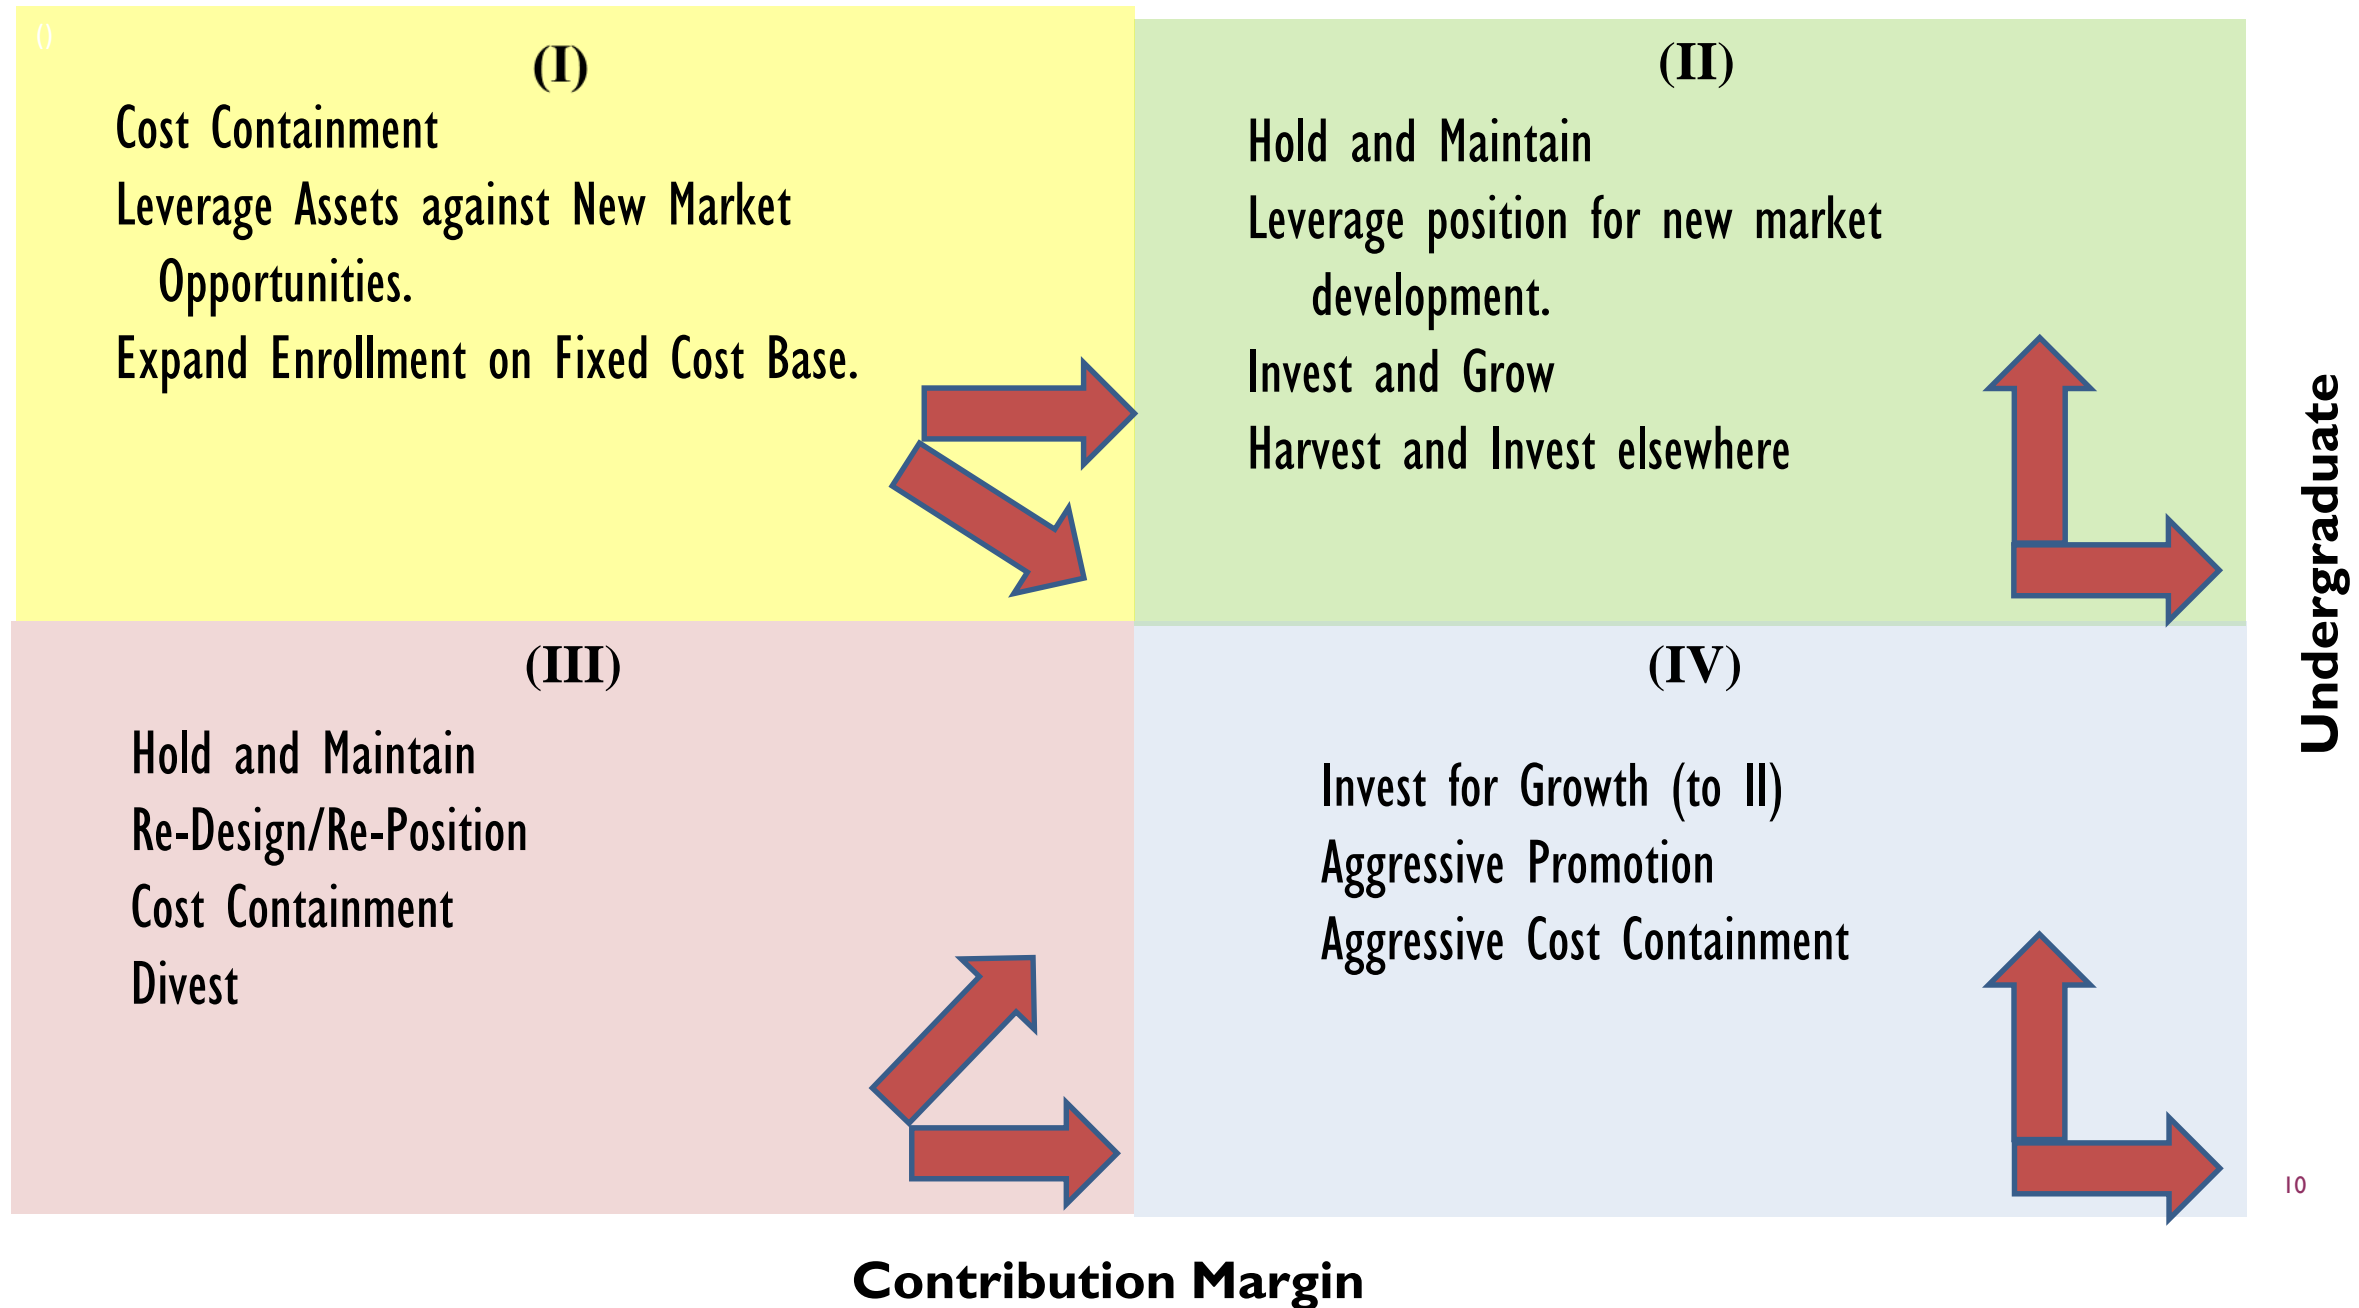 ()
(I)
Cost Containment
Leverage Assets against New Market
Opportunities.
Expand Enrollment on Fixed Cost Base.
(II)
Hold and Maintain
Leverage position for new market
development.
Invest and Grow
Harvest and Invest elsewhere
(III)
Hold and Maintain
Re-Design/Re-Position
Cost Containment
Divest
(IV)
Invest for Growth (to II)
Aggressive Promotion
Aggressive Cost Containment
Undergraduate
10
Contribution Margin